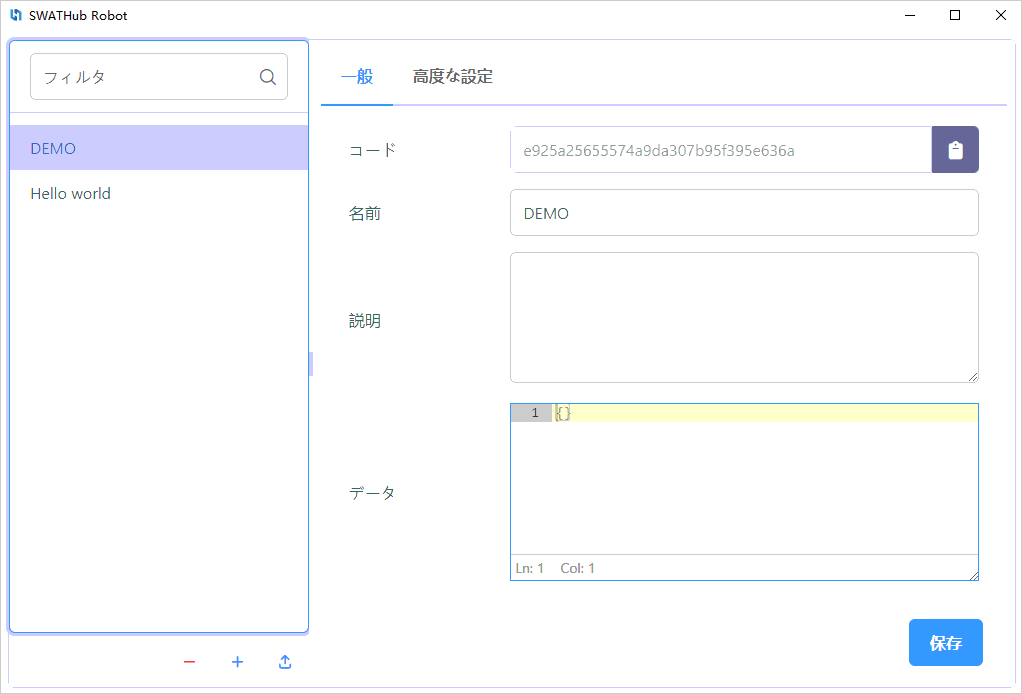 SWATHub Robot
フィルタ
DEMO
Hello world
一般 高度な設定
コード e925a25655574a9da307b95f395e636a
名前 DEMO
説明
データ
1 {}
Ln: 1 Col: 1
保存